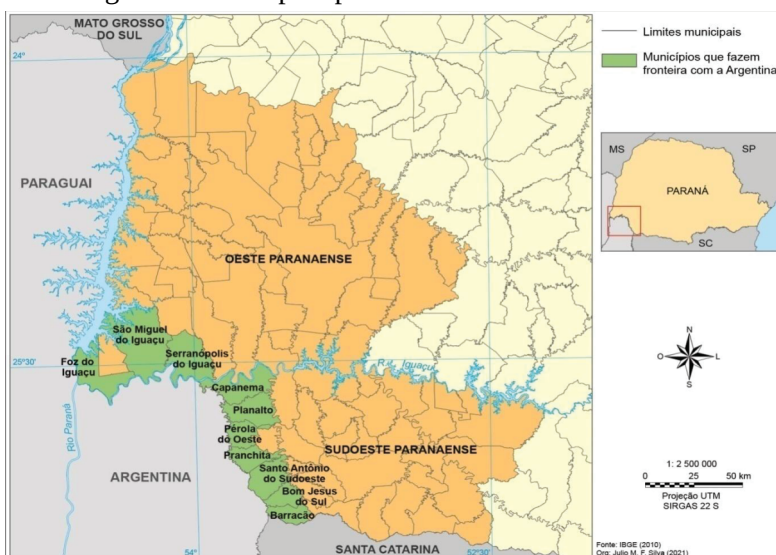 MATO GROSSO
DO SUL
24°
PARAGUAI
OESTE PARANAENSE
São Miguel
do Iguaçu
25°30'
Foz do
Iguaçu
Serranópolis
do Iguaçu
Rio Iguaçu
Capanema
Planalto
Rio Paraná
Pérola
do Oeste
SUDOESTE PARANAENSE
Pranchita
ARGENTINA
Santo Antônio
do Sudoeste
Bom Jesus
do Sul
Barracão
54°
SANTA CATARINA
52°30'
Limites municipais
Municípios que fazem
fronteira com a Argentina
MS
SP
PARANÁ
SC
N
O
L
S
1: 2 500 000
0 25 50 km
Projeção UTM
SIRGAS 22 S
Fonte: IBGE (2010)
Org: Julio M. F. Silva (2021)